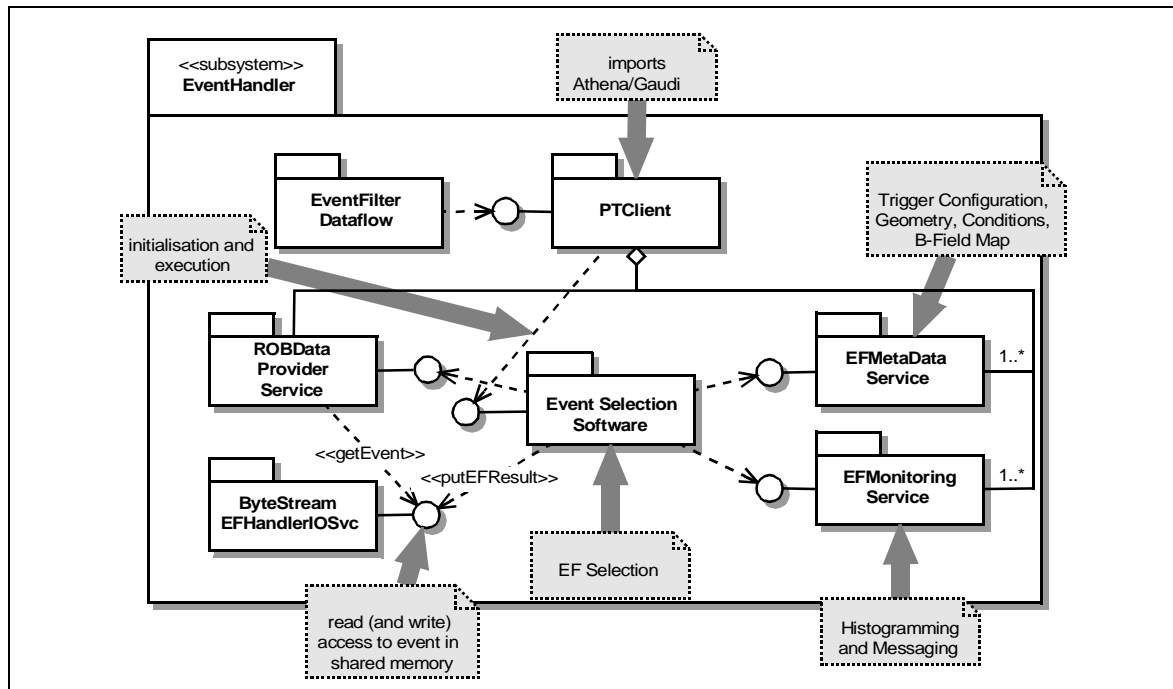 <<subsystem>>
EventHandler
imports
Athena/Gaudi
EventFilter
Dataflow
PTClient
Trigger Configuration,
Geometry, Conditions,
B-Field Map
initialisation and
execution
ROBData
Provider
Service
Event Selection
Software
EFMetaData
Service
1..*
<<getEvent>>
<<putEFResult>>
ByteStream
EFHandlerIOSvc
EFMonitoring
Service
1..*
EF Selection
read (and write)
access to event in
shared memory
Histogramming
and Messaging